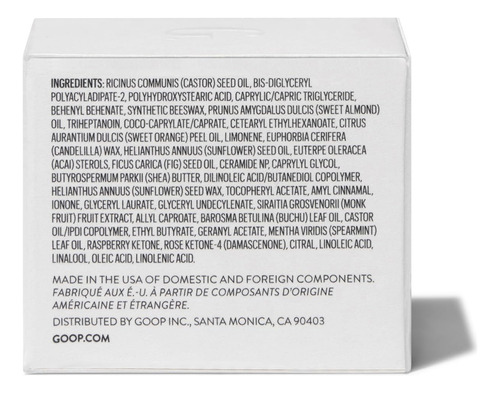 INGREDIENTS: RICINUS COMMUNIS (CASTOR) SEED OIL, BIS-DIGLYCERYL
POLYACYLADIPATE-2, POLYHYDROXYSTEARIC ACID, CAPRYLIC/CAPRIC TRIGLYCERIDE,
BEHENYL BEHENATE, SYNTHETIC BEESWAX, PRUNUS AMYGDALUS DULCIS (SWEET ALMOND)
OIL, TRIHEPTANOIN, COCO-CAPRYLATE/CAPRATE, CETEARYL ETHYLHEXANOATE, CITRUS
AURANTIUM DULCIS (SWEET ORANGE) PEEL OIL, LIMONENE, EUPHORBIA CERIFERA
(CANDELILLA) WAX, HELIANTHUS ANNUUS (SUNFLOWER) SEED OIL, EUTERPE OLERACEA
(ACAI) STEROLS, FICUS CARICA (FIG) SEED OIL, CERAMIDE NP, CAPRYLYL GLYCOL,
BUTYROSPERMUM PARKII (SHEA) BUTTER, DILINOLEIC ACID/BUTANEDIOL COPOLYMER,
HELIANTHUS ANNUUS (SUNFLOWER) SEED WAX, TOCOPHERYL ACETATE, AMYL CINNAMAL,
IONONE, GLYCERYL LAURATE, GLYCERYL UNDECYLENATE, SIRAITIA GROSVENORII (MONK
FRUIT) FRUIT EXTRACT, ALLYL CAPROATE, BAROSMA BETULINA (BUCHU) LEAF OIL, CASTOR
OIL/IPDI COPOLYMER, ETHYL BUTYRATE, GERANYL ACETATE, MENTHA VIRIDIS (SPEARMINT)
LEAF OIL, RASPBERRY KETONE, ROSE KETONE-4 (DAMASCENONE), CITRAL, LINOLEIC ACID,
LINALOOL, OLEIC ACID, LINOLENIC ACID.
MADE IN THE USA OF DOMESTIC AND FOREIGN COMPONENTS.
FABRIQUÉ AUX É.-U. À PARTIR DE COMPOSANTS D'ORIGINE
AMÉRICAINE ET ÉTRANGÈRE.
DISTRIBUTED BY GOOP INC., SANTA MONICA, CA 90403
GOOP.COM